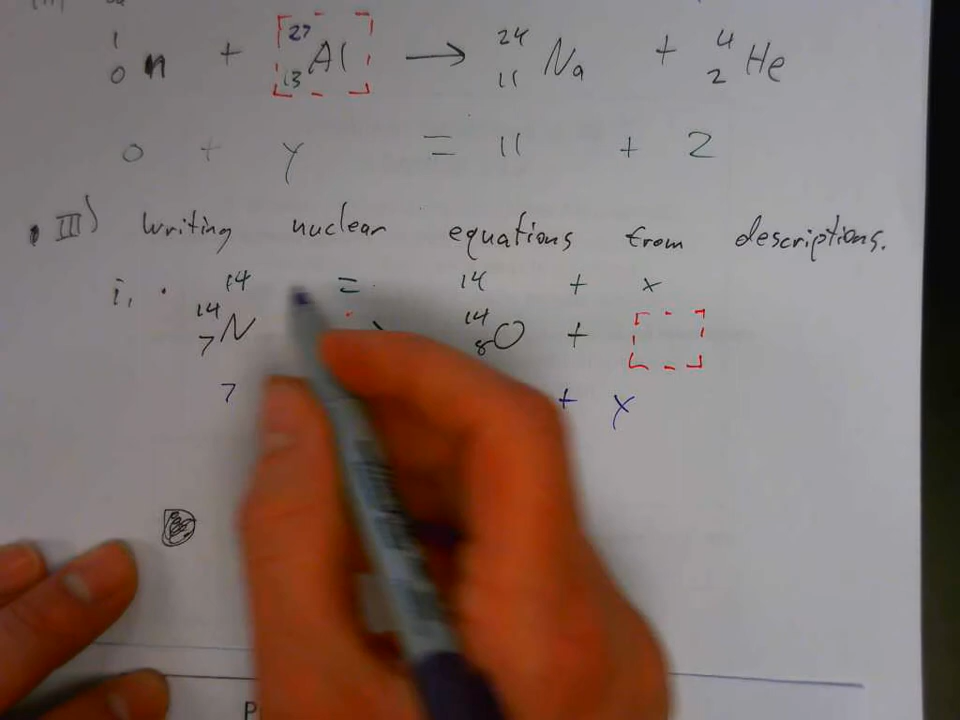 1 0 n + 27 13 Al → 24 11 Na + 4 2 He
0 + y = 11 + 2
III) Writing nuclear equations from descriptions.
i, · 14 = 14 + x
14 7 N 14 8 O +
7 + y
P